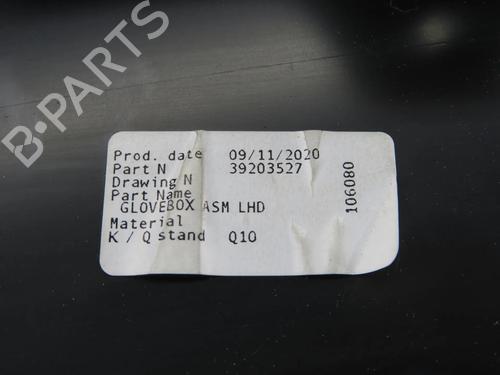 B-PARTS
Prod. date 09/11/2020
Part N 39203527
Drawing N
Part Name
GLOVEBOX ASM LHD
Material
K / Q stand Q10
106080